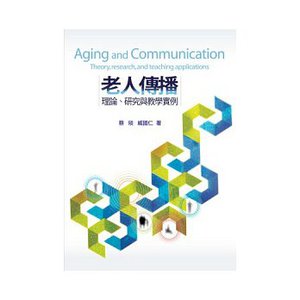 Aging and Communication
Theory, research, and teaching applications
老人傳播
理論、研究與教學實例
蔡 琰 臧國仁 著